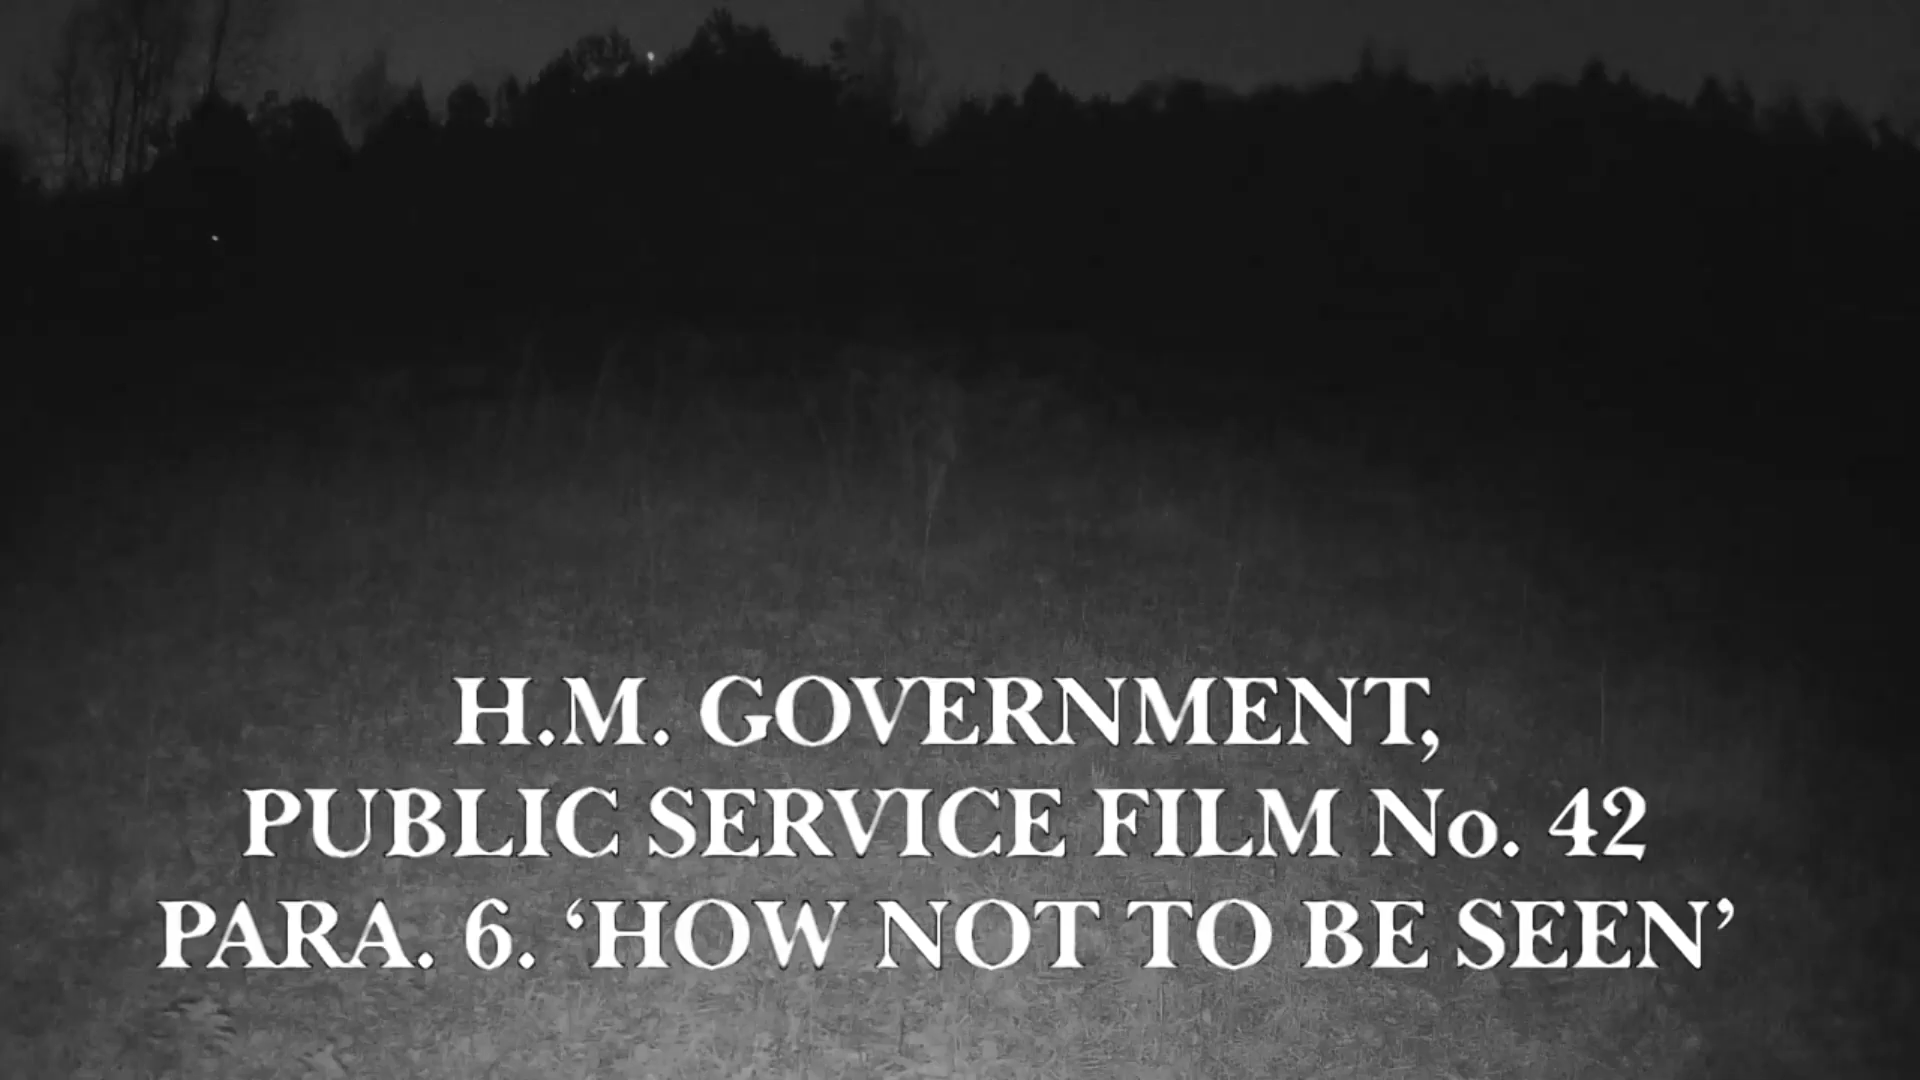 H.M. GOVERNMENT,
PUBLIC SERVICE FILM No. 42
PARA. 6. ‘HOW NOT TO BE SEEN’